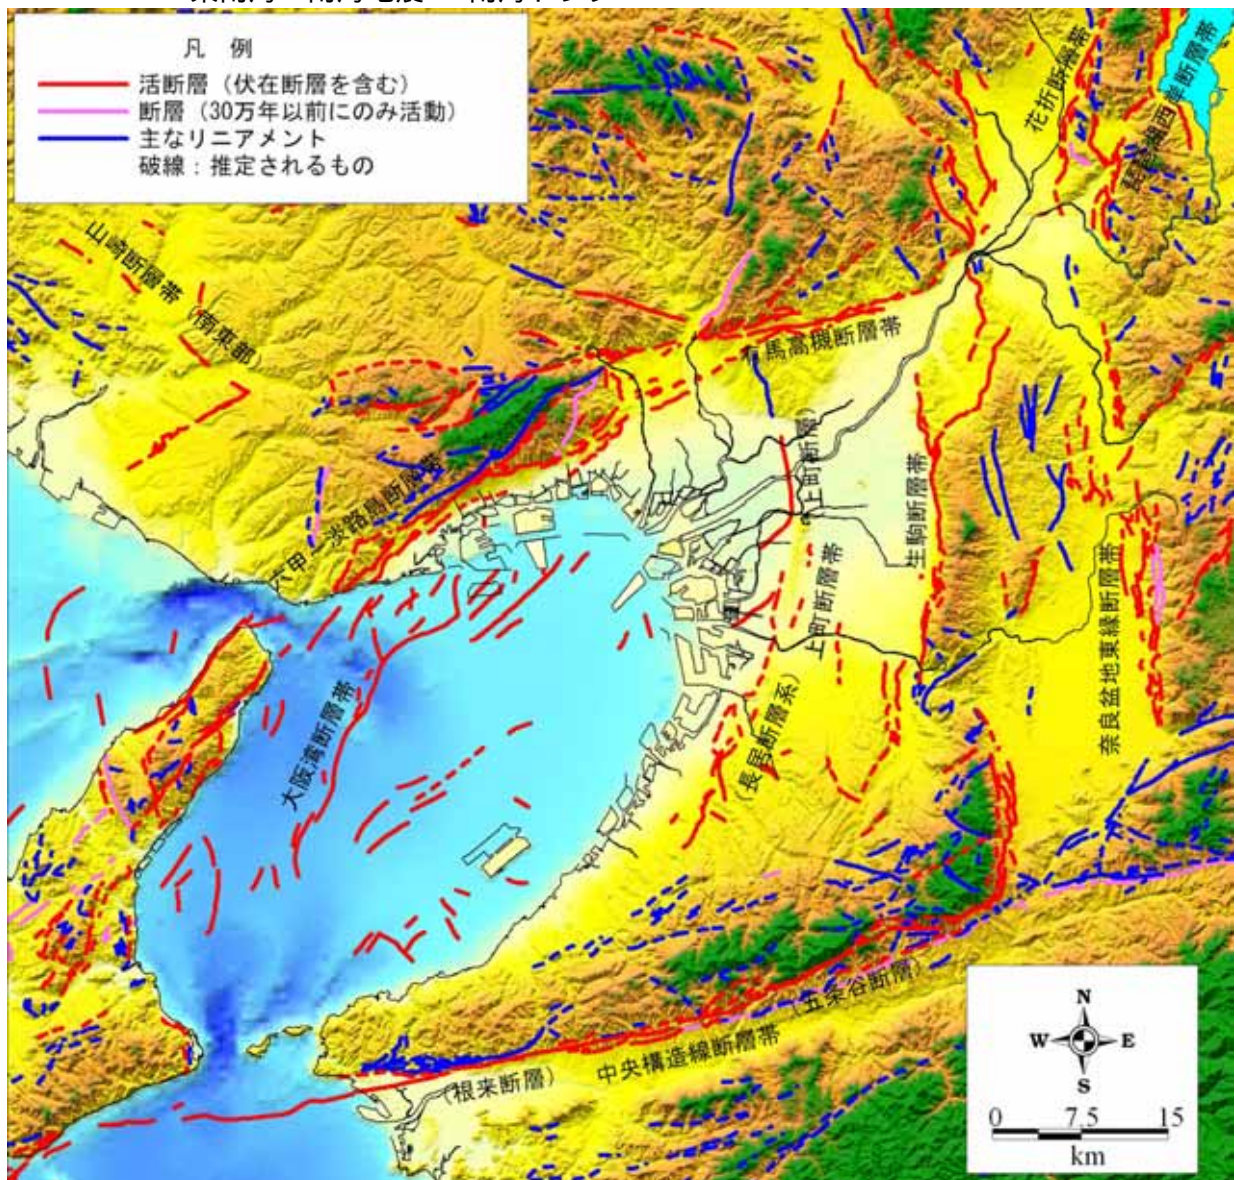 凡 例
活断層（伏在断層を含む）
断層（30万年以前にのみ活動）
主なリニアメント
破線：推定されるもの
花折断層帯
琵琶湖西岸断層帯
山崎断層帯（南東部）
有馬高槻断層帯
六甲・淡路島断層帯
（上町断層）
生駒断層帯
上町断層帯
奈良盆地東縁断層帯
大阪湾断層帯
（長居断層系）
（五条谷断層）
中央構造線断層帯
（根来断層）
N
W
E
S
0 7.5 15
km